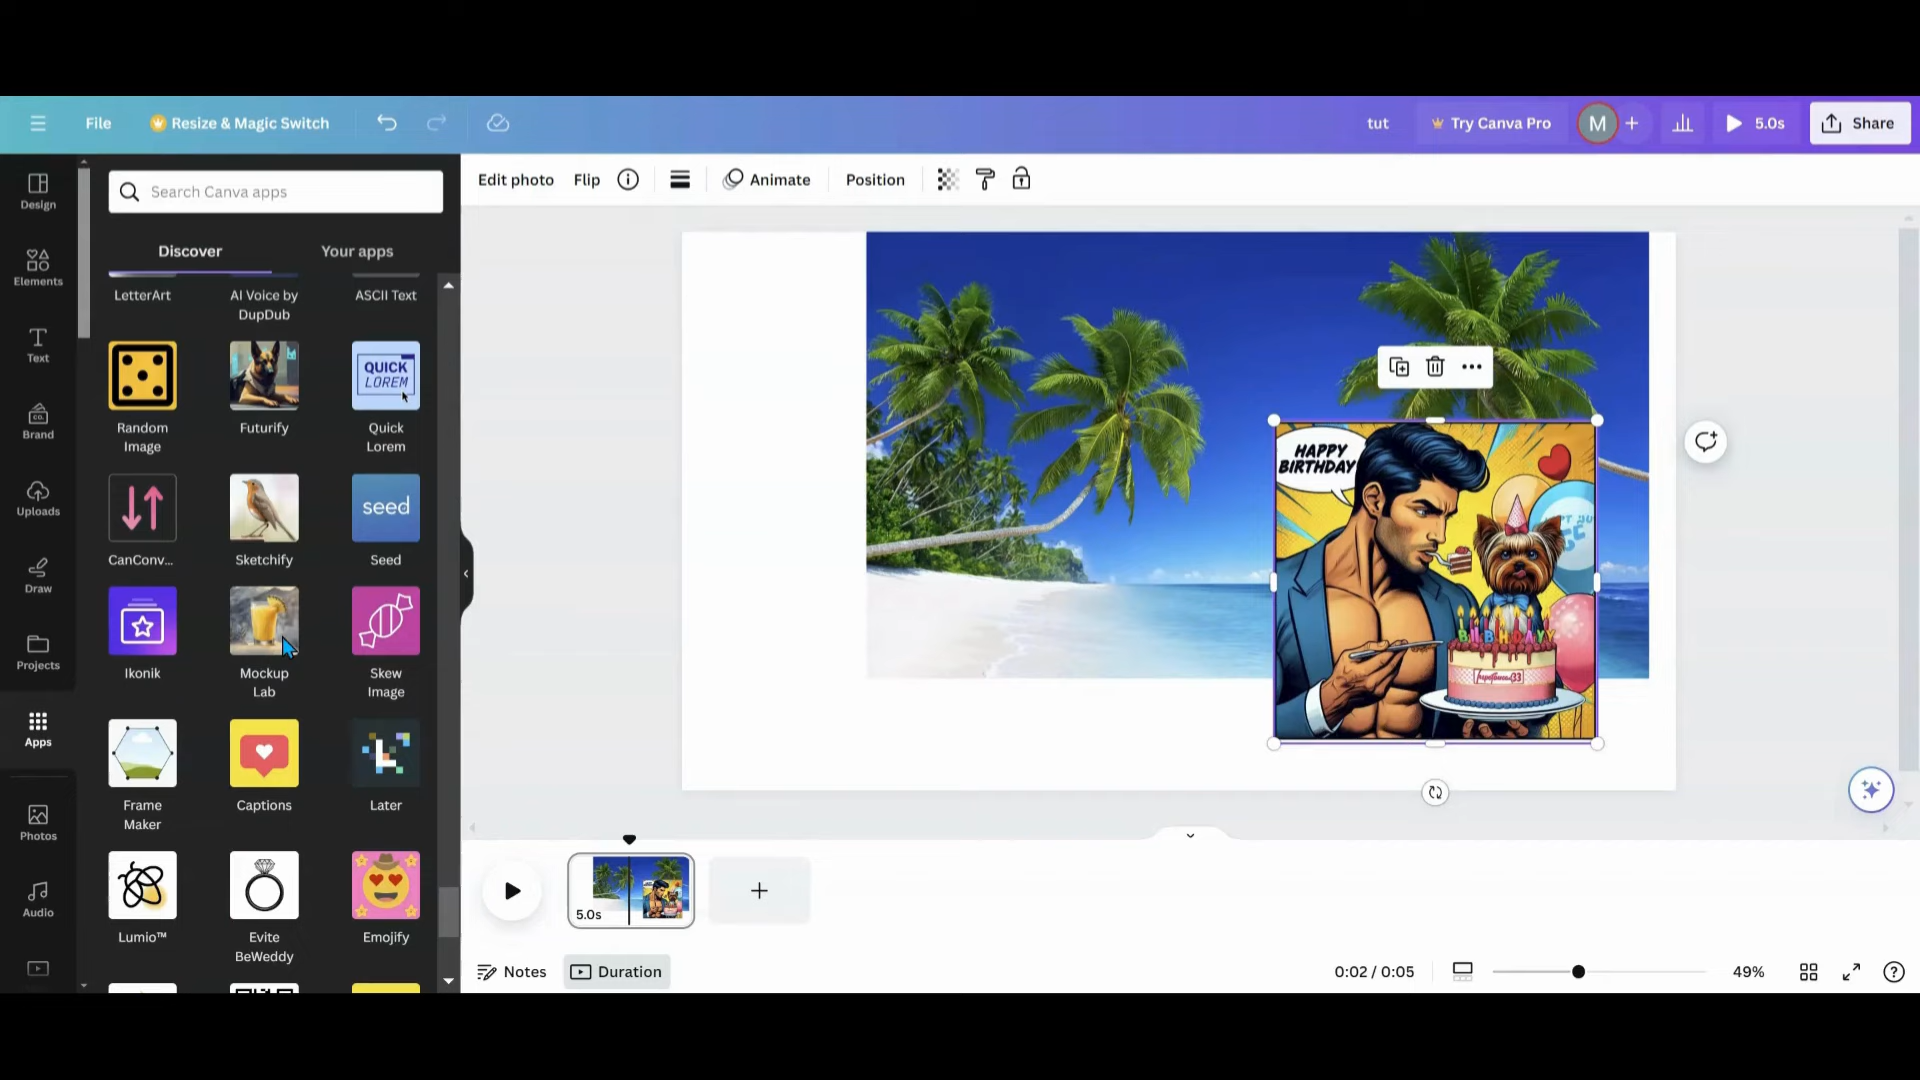 File
Resize & Magic Switch
tut
Try Canva Pro
M
5.0s
Share
Design
Elements
Text
Brand
Uploads
Draw
Projects
Apps
Photos
Audio
Search Canva apps
Discover
Your apps
LetterArt
AI Voice by
DupDub
ASCII Text
QUICK
LOREM
Random
Image
Futurify
Quick
Lorem
seed
CanConv...
Sketchify
Seed
Ikonik
Mockup
Lab
Skew
Image
Frame
Maker
Captions
Later
Lumio™
Evite
BeWeddy
Emojify
Edit photo
Flip
Animate
Position
HAPPY
BIRTHDAY
5.0s
Notes
Duration
0:02 / 0:05
49%